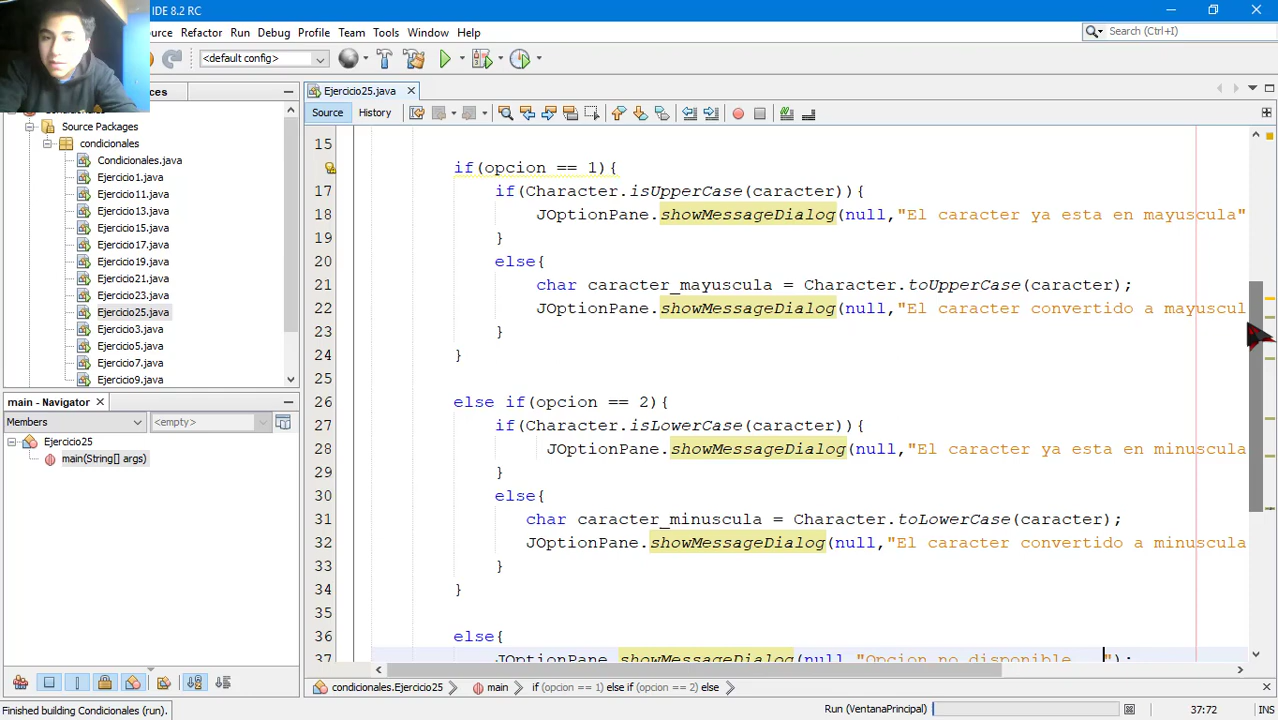 IDE 8.2 RC
Source Refactor Run Debug Profile Team Tools Window Help
Search (Ctrl+I)
<default config>
Ejercicio25.java
Source History
Source Packages
condicionales
Condicionales.java
Ejercicio1.java
Ejercicio11.java
Ejercicio13.java
Ejercicio15.java
Ejercicio17.java
Ejercicio19.java
Ejercicio21.java
Ejercicio23.java
Ejercicio25.java
Ejercicio3.java
Ejercicio5.java
Ejercicio7.java
Ejercicio9.java
main - Navigator
Members <empty>
Ejercicio25
main(String[] args)
15
if(opcion == 1){
17 if(Character.isUpperCase(caracter)){
18 JOptionPane.showMessageDialog(null,"El caracter ya esta en mayuscula"
19 }
20 else{
21 char caracter_mayuscula = Character.toUpperCase(caracter);
22 JOptionPane.showMessageDialog(null,"El caracter convertido a mayuscul
23 }
24 }
25
26 else if(opcion == 2){
27 if(Character.isLowerCase(caracter)){
28 JOptionPane.showMessageDialog(null,"El caracter ya esta en minuscula
29 }
30 else{
31 char caracter_minuscula = Character.toLowerCase(caracter);
32 JOptionPane.showMessageDialog(null,"El caracter convertido a minuscula
33 }
34 }
35
36 else{
37 JOptionPane.showMessageDialog(null,"Opcion no disponible ");
condicionales.Ejercicio25 main if (opcion == 1) else if (opcion == 2) else
Finished building Condicionales (run). Run (VentanaPrincipal) 37:72 INS